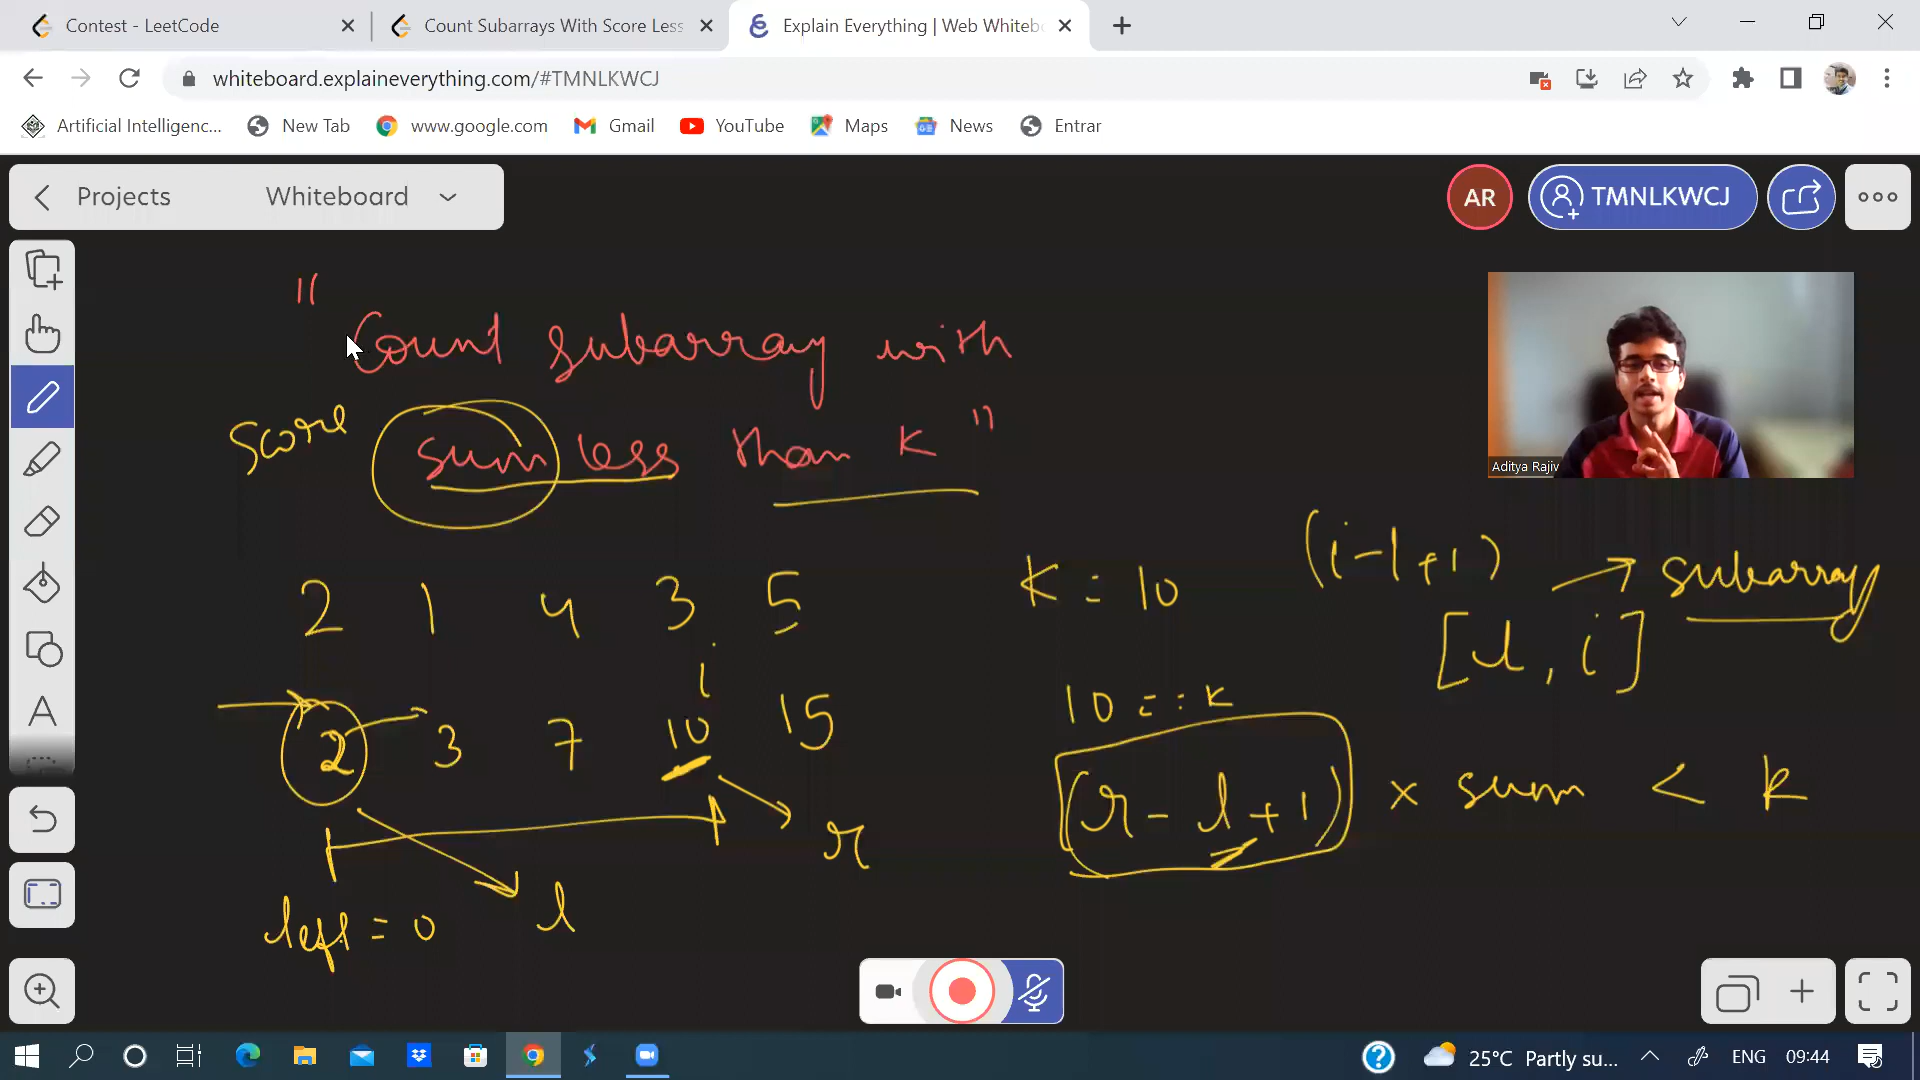 Contest - LeetCode
Count Subarrays With Score Less
Explain Everything | Web Whitebo
whiteboard.explaineverything.com/#TMNLKWCJ
Artificial Intelligenc...
New Tab
www.google.com
Gmail
YouTube
Maps
News
Entrar
Projects
Whiteboard
AR
TMNLKWCJ
"Count subarray with
score
sum less than k"
Aditya Rajiv
2 1 4 3 5
K = 10
(i-l+1)
→ subarray
[l, i]
i
2 3 7 10 15
10 == K
(r - l + 1) × sum < k
r
left = 0
l
25°C Partly su...
ENG
09:44